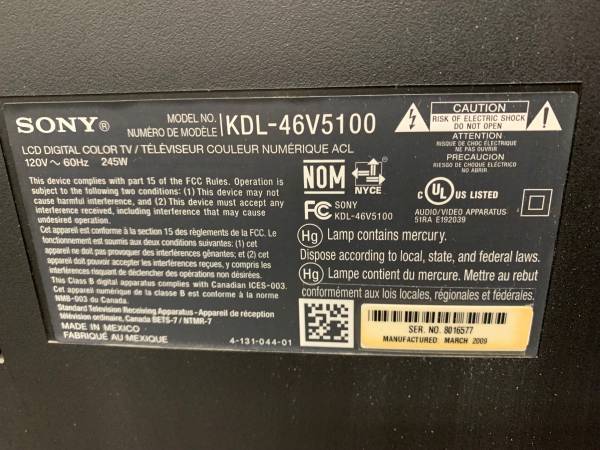 SONY
MODEL NO.
NUMÉRO DE MODÈLE
KDL-46V5100
LCD DIGITAL COLOR TV / TÉLÉVISEUR COULEUR NUMÉRIQUE ACL
120V ~ 60Hz 245W
This device complies with part 15 of the FCC Rules. Operation is
subject to the following two conditions: (1) This device may not
cause harmful interference, and (2) This device must accept any
interference received, including interference that may cause
undesired operation.
Cet appareil est conforme à la section 15 des règlements de la FCC. Le
fonctionnement est soumis aux deux conditions suivantes: (1) cet
appareil ne doit pas provoquer d'interférences gênantes; et (2) cet
appareil doit pouvoir accepter les interférences reçues, y compris
les interférences susceptibles de provoquer des opérations non désirées.
This Class B digital apparatus complies with Canadian ICES-003.
Cet appareil numérique de la classe B est conforme à la norme
NMB-003 du Canada.
Standard Television Receiving Apparatus - Appareil de réception
télévision ordinaire, Canada BETS-7 / NTMR-7
MADE IN MEXICO
FABRIQUÉ AU MEXIQUE
4-131-044-01
NOM
NYCE
FC SONY
KDL-46V5100
CAUTION
RISK OF ELECTRIC SHOCK
DO NOT OPEN
ATTENTION
RISQUE DE CHOC ÉLECTRIQUE
NE PAS OUVRIR
PRECAUCION
RIESGO DE CHOQUE ELÉCTRICO
NO ABRIR
C UL US LISTED
AUDIO/VIDEO APPARATUS
51RA E192039
Hg Lamp contains mercury.
Dispose according to local, state, and federal laws.
Hg Lampe contient du mercure. Mettre au rebut
conformément aux lois locales, régionales et fédérales.
SER. NO. 8016577
MANUFACTURED: MARCH 2009